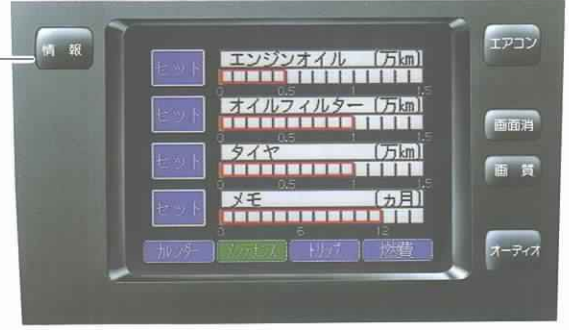 情報
エアコン
画面消
画質
オーディオ
セット
エンジンオイル (万km)
0 0.5 1 1.5
セット
オイルフィルター (万km)
0 0.5 1 1.5
セット
タイヤ (万km)
0 0.5 1 1.5
セット
メモ (カ月)
0 6 12
カレンダー メンテナンス トリップ 燃費